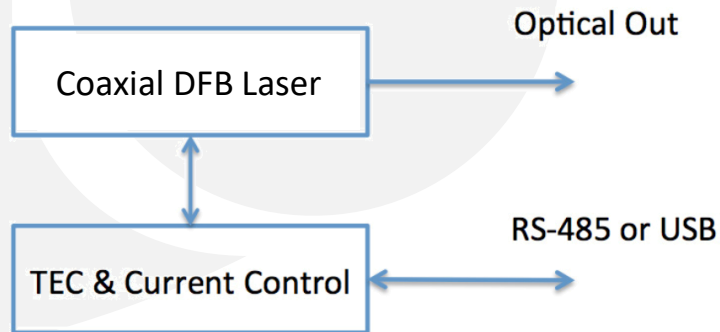 Optical Out
Coaxial DFB Laser
RS-485 or USB
TEC & Current Control